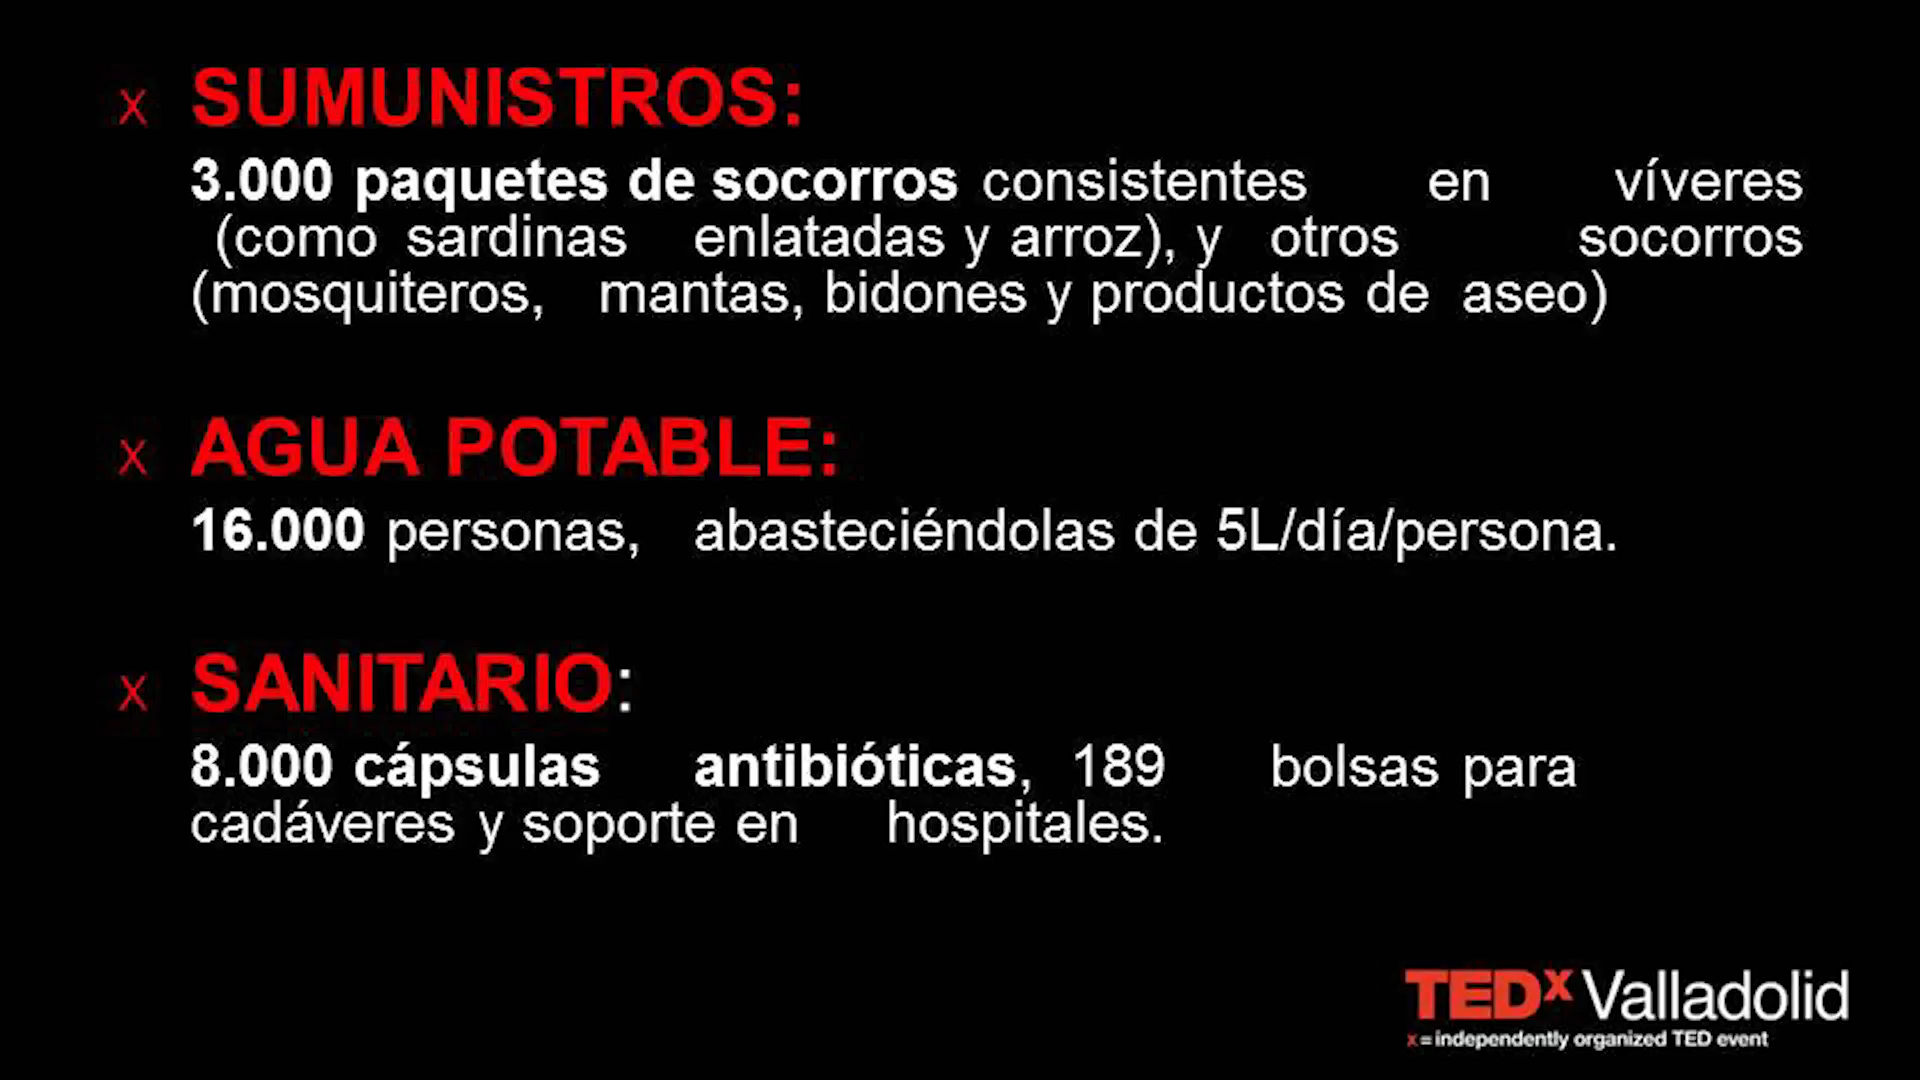 x SUMUNISTROS:
3.000 paquetes de socorros consistentes en víveres
(como sardinas enlatadas y arroz), y otros socorros
(mosquiteros, mantas, bidones y productos de aseo)
x AGUA POTABLE:
16.000 personas, abasteciéndolas de 5L/día/persona.
x SANITARIO:
8.000 cápsulas antibióticas, 189 bolsas para
cadáveres y soporte en hospitales.
TEDx Valladolid
x = independently organized TED event